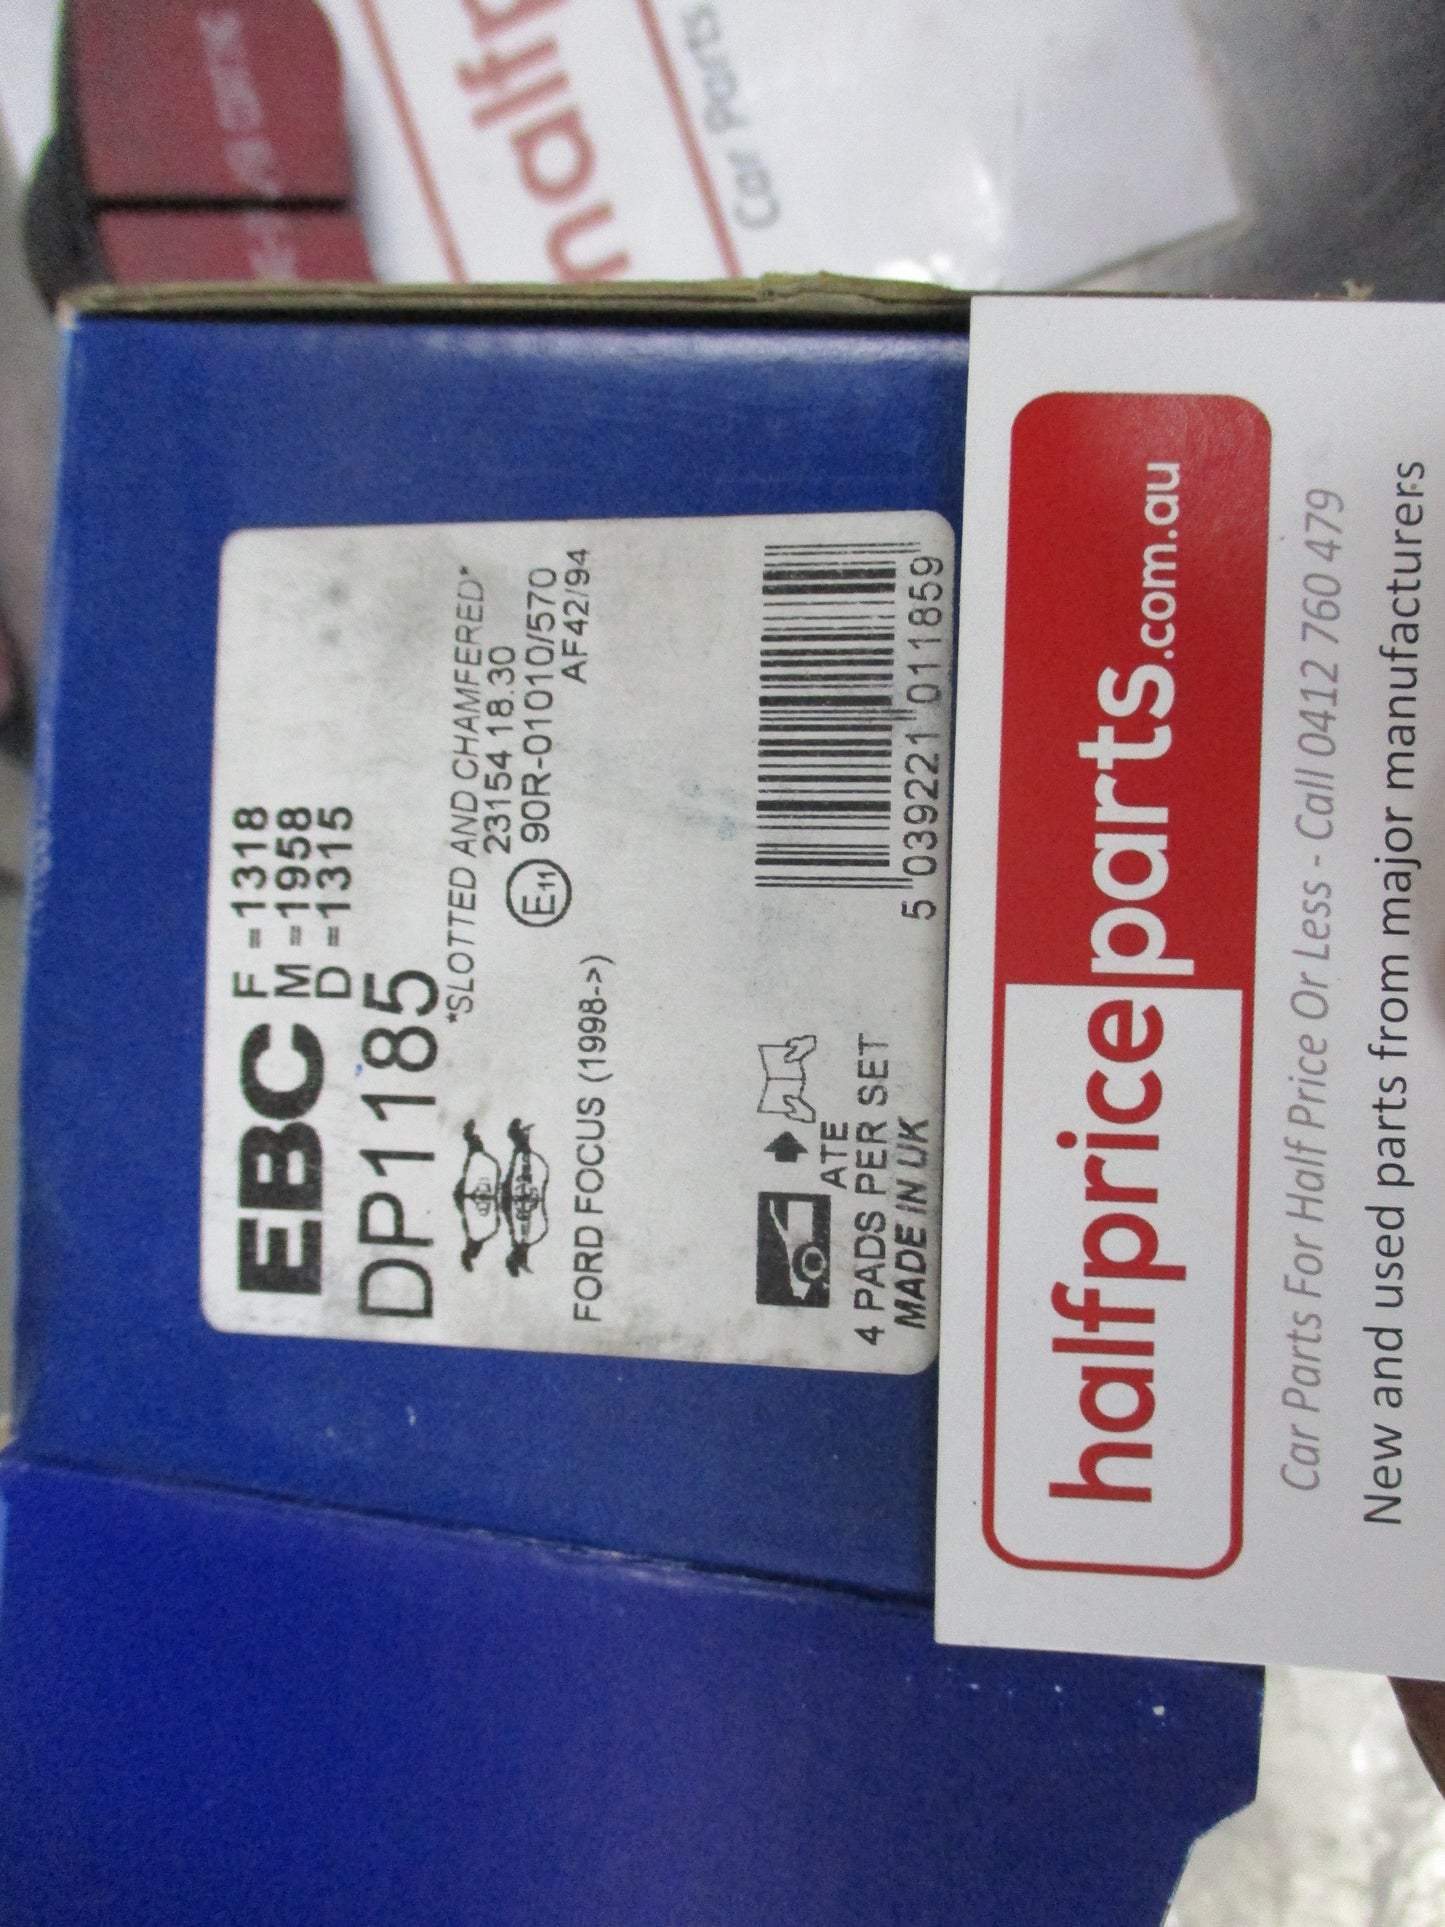 EBC
F =1318
M =1958
D =1315
DP1185
*SLOTTED AND CHAMFERED*
23154 18.30
E11 90R-01010/570
AF42/94
FORD FOCUS (1998->)
ATE
4 PADS PER SET
MADE IN UK
5 039221 011859
halfpriceparts.com.au
Car Parts For Half Price Or Less - Call 0412 760 479
New and used parts from major manufacturers
Car Parts